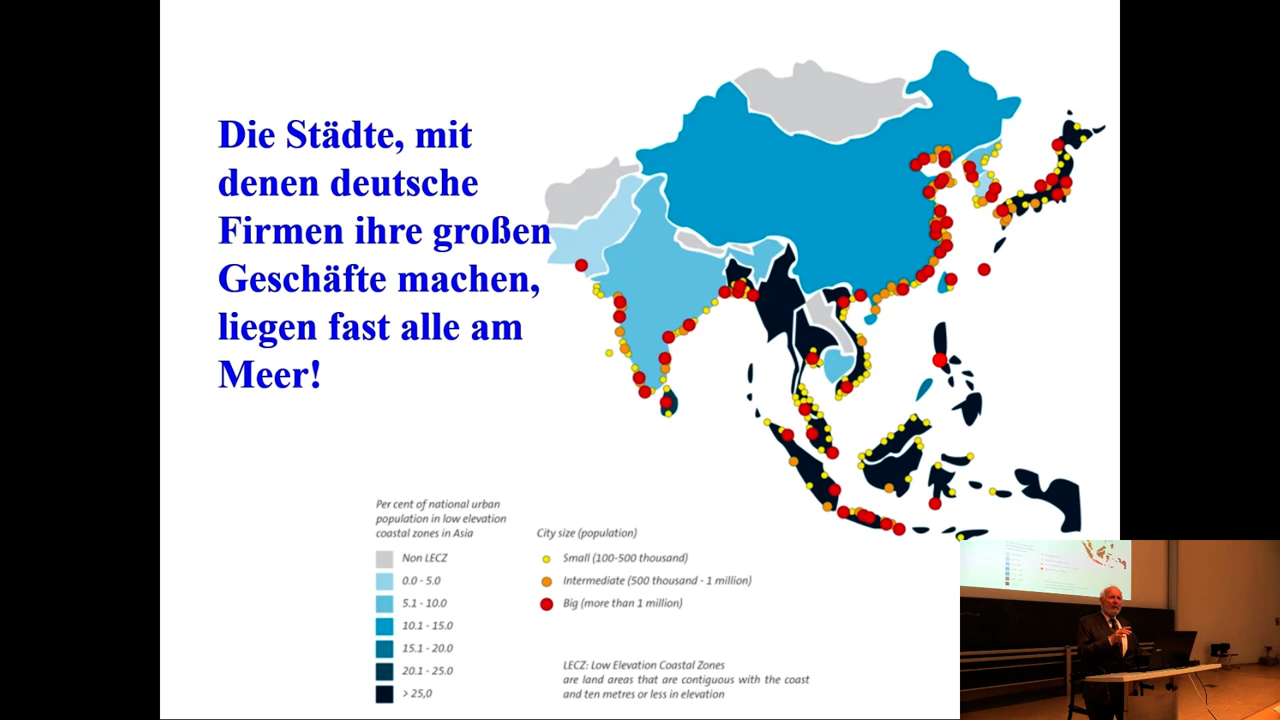 Die Städte, mit
denen deutsche
Firmen ihre großen
Geschäfte machen,
liegen fast alle am
Meer!
Per cent of national urban
population in low elevation
coastal zones in Asia
Non LECZ
0.0 - 5.0
5.1 - 10.0
10.1 - 15.0
15.1 - 20.0
20.1 - 25.0
> 25,0
City size (population)
Small (100-500 thousand)
Intermediate (500 thousand - 1 million)
Big (more than 1 million)
LECZ: Low Elevation Coastal Zones
are land areas that are contiguous with the coast
and ten metres or less in elevation